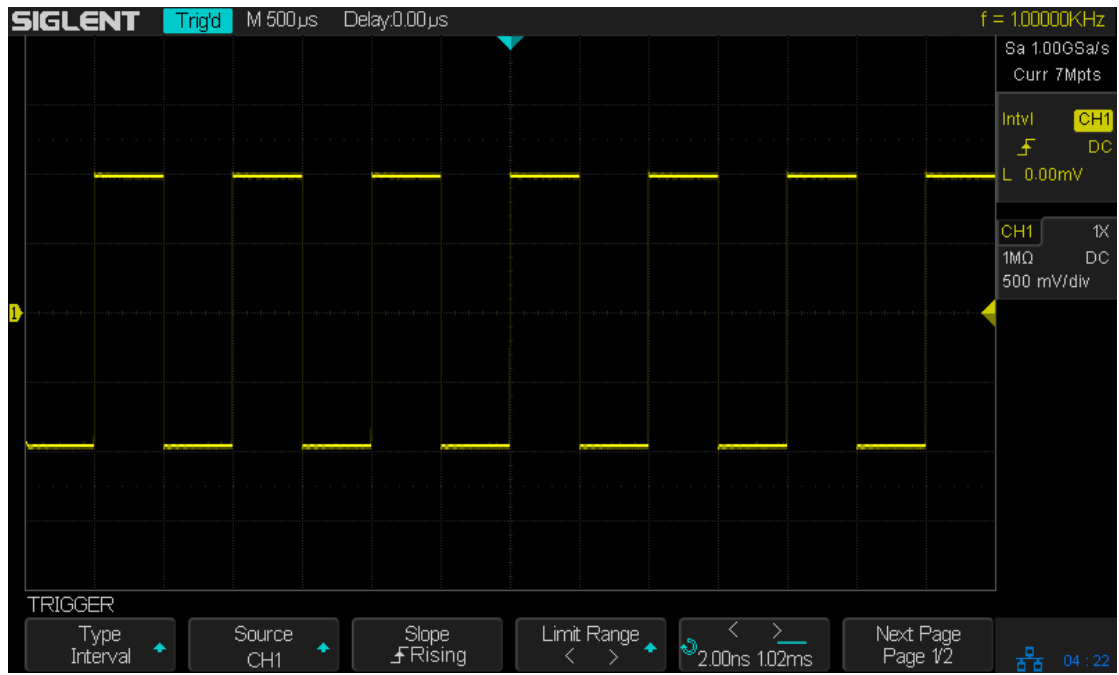 SIGLENT Trig'd M 500µs Delay:0.00µs f = 1.00000KHz
Sa 1.00GSa/s
Curr 7Mpts
Intvl CH1
DC
L 0.00mV
CH1 1X
1MΩ DC
500 mV/div
1
TRIGGER
Type
Interval
Source
CH1
Slope
Rising
Limit Range
< >
< >
2.00ns 1.02ms
Next Page
Page 1/2
04 : 22